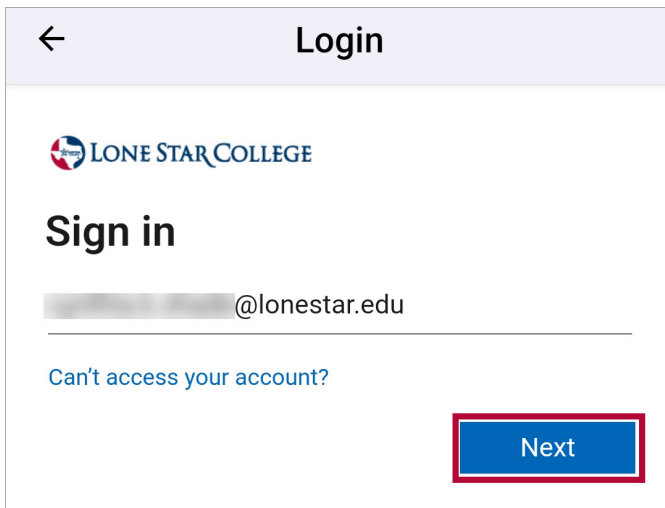 Login
LONE STAR COLLEGE
Sign in
@lonestar.edu
Can't access your account?
Next